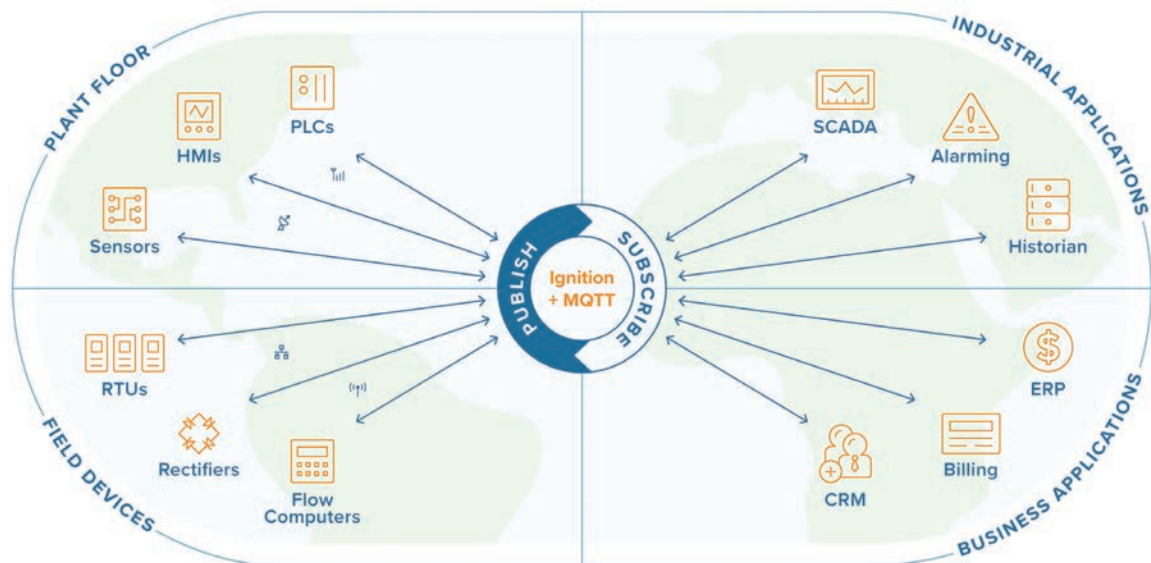 PLANT FLOOR
INDUSTRIAL APPLICATIONS
PLCs
HMIs
Sensors
SCADA
Alarming
Historian
PUBLISH
SUBSCRIBE
Ignition
+ MQTT
RTUs
Rectifiers
Flow
Computers
ERP
Billing
CRM
FIELD DEVICES
BUSINESS APPLICATIONS